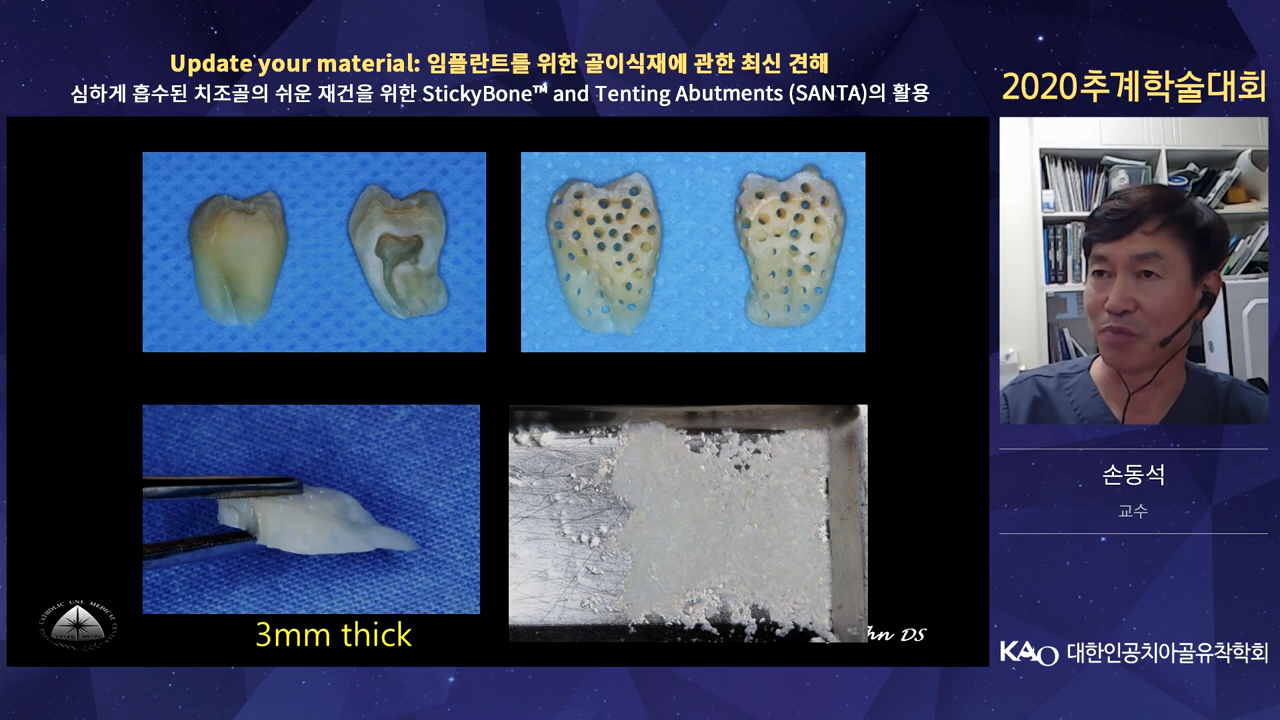 Update your material: 임플란트를 위한 골이식재에 관한 최신 견해
심하게 흡수된 치조골의 쉬운 재건을 위한 StickyBone™ and Tenting Abutments (SANTA)의 활용
2020추계학술대회
손동석
교수
3mm thick
hn DS
KAO 대한인공치아골유착학회